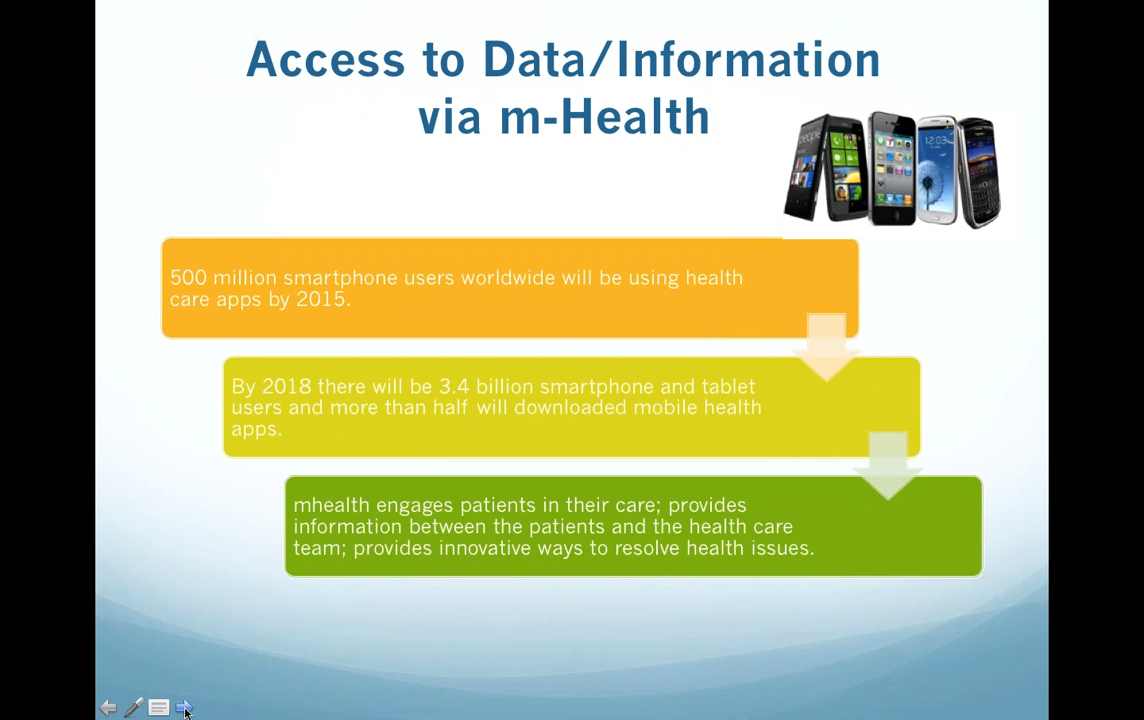 Access to Data/Information
via m-Health
people
12:03
500 million smartphone users worldwide will be using health
care apps by 2015.
By 2018 there will be 3.4 billion smartphone and tablet
users and more than half will downloaded mobile health
apps.
mhealth engages patients in their care; provides
information between the patients and the health care
team; provides innovative ways to resolve health issues.